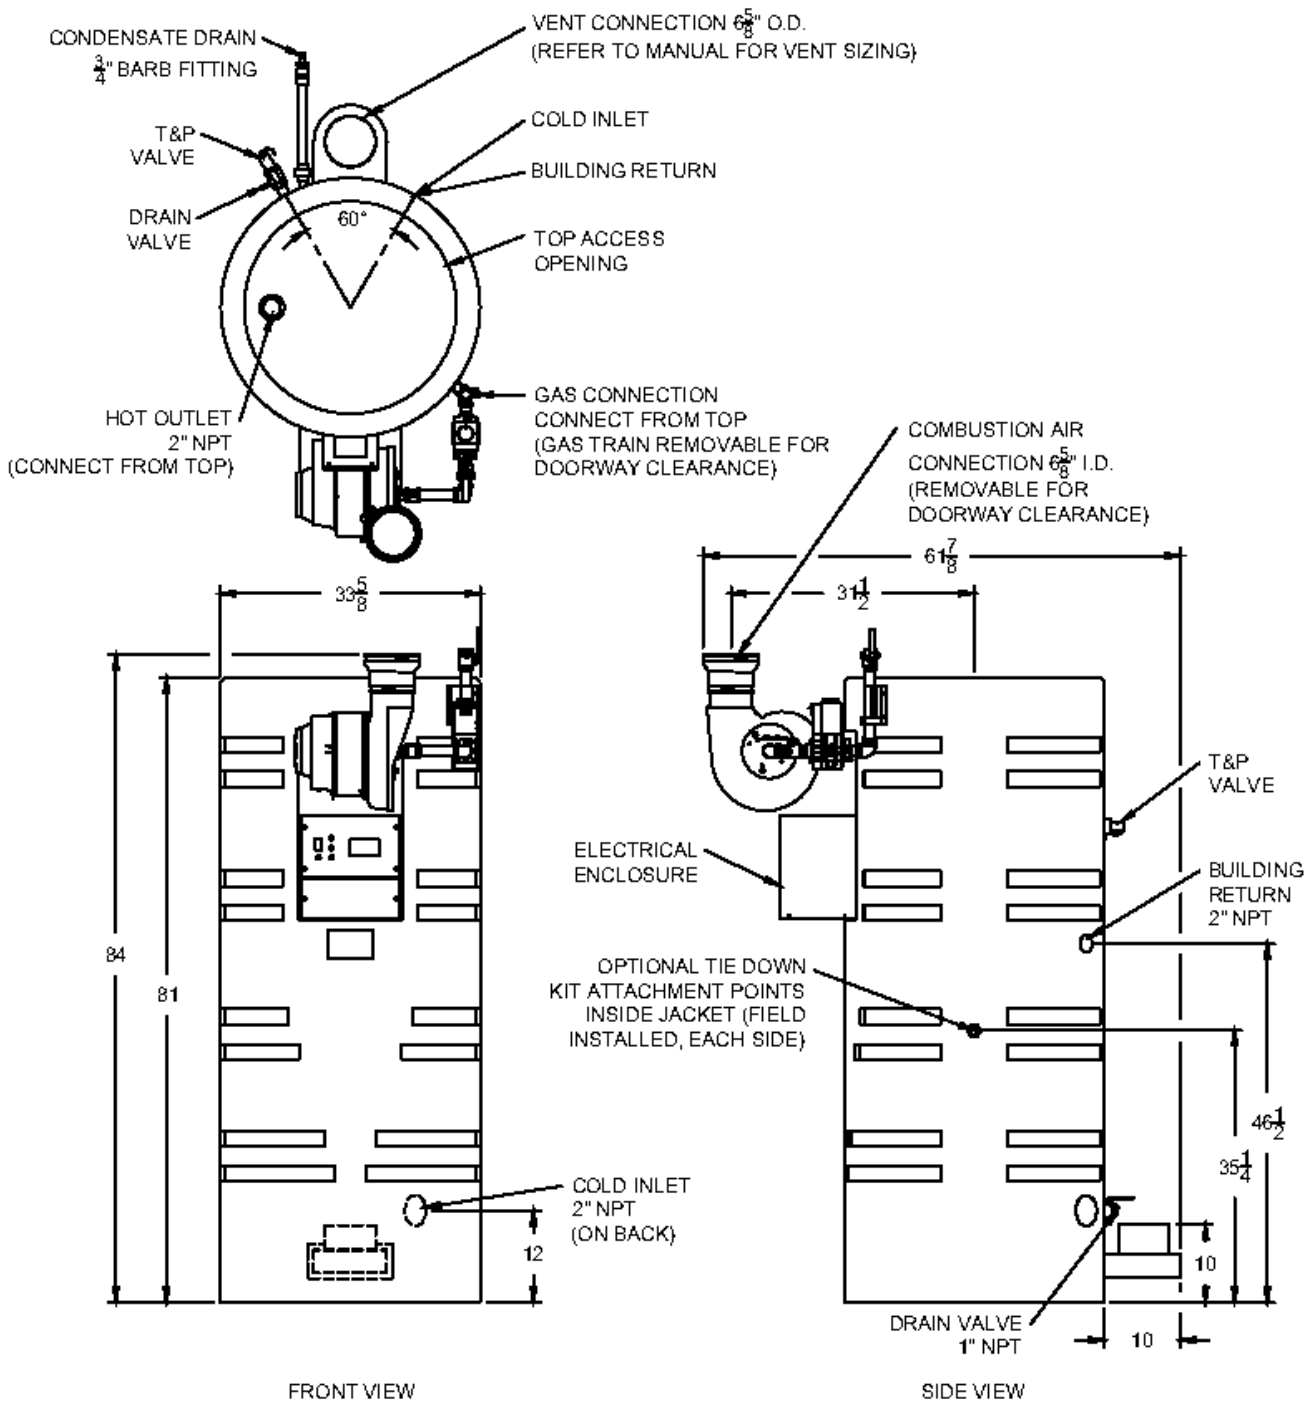 CONDENSATE DRAIN
3/4" BARB FITTING
VENT CONNECTION 6 5/8" O.D.
(REFER TO MANUAL FOR VENT SIZING)
T&P
VALVE
COLD INLET
BUILDING RETURN
DRAIN
VALVE
60°
TOP ACCESS
OPENING
HOT OUTLET
2" NPT
(CONNECT FROM TOP)
GAS CONNECTION
CONNECT FROM TOP
(GAS TRAIN REMOVABLE FOR
DOORWAY CLEARANCE)
COMBUSTION AIR
CONNECTION 6 5/8" I.D.
(REMOVABLE FOR
DOORWAY CLEARANCE)
33 5/8
61 7/8
31 1/2
84
81
T&P
VALVE
ELECTRICAL
ENCLOSURE
BUILDING
RETURN
2" NPT
OPTIONAL TIE DOWN
KIT ATTACHMENT POINTS
INSIDE JACKET (FIELD
INSTALLED, EACH SIDE)
46 1/2
35 1/4
COLD INLET
2" NPT
(ON BACK)
12
10
DRAIN VALVE
1" NPT
10
FRONT VIEW
SIDE VIEW